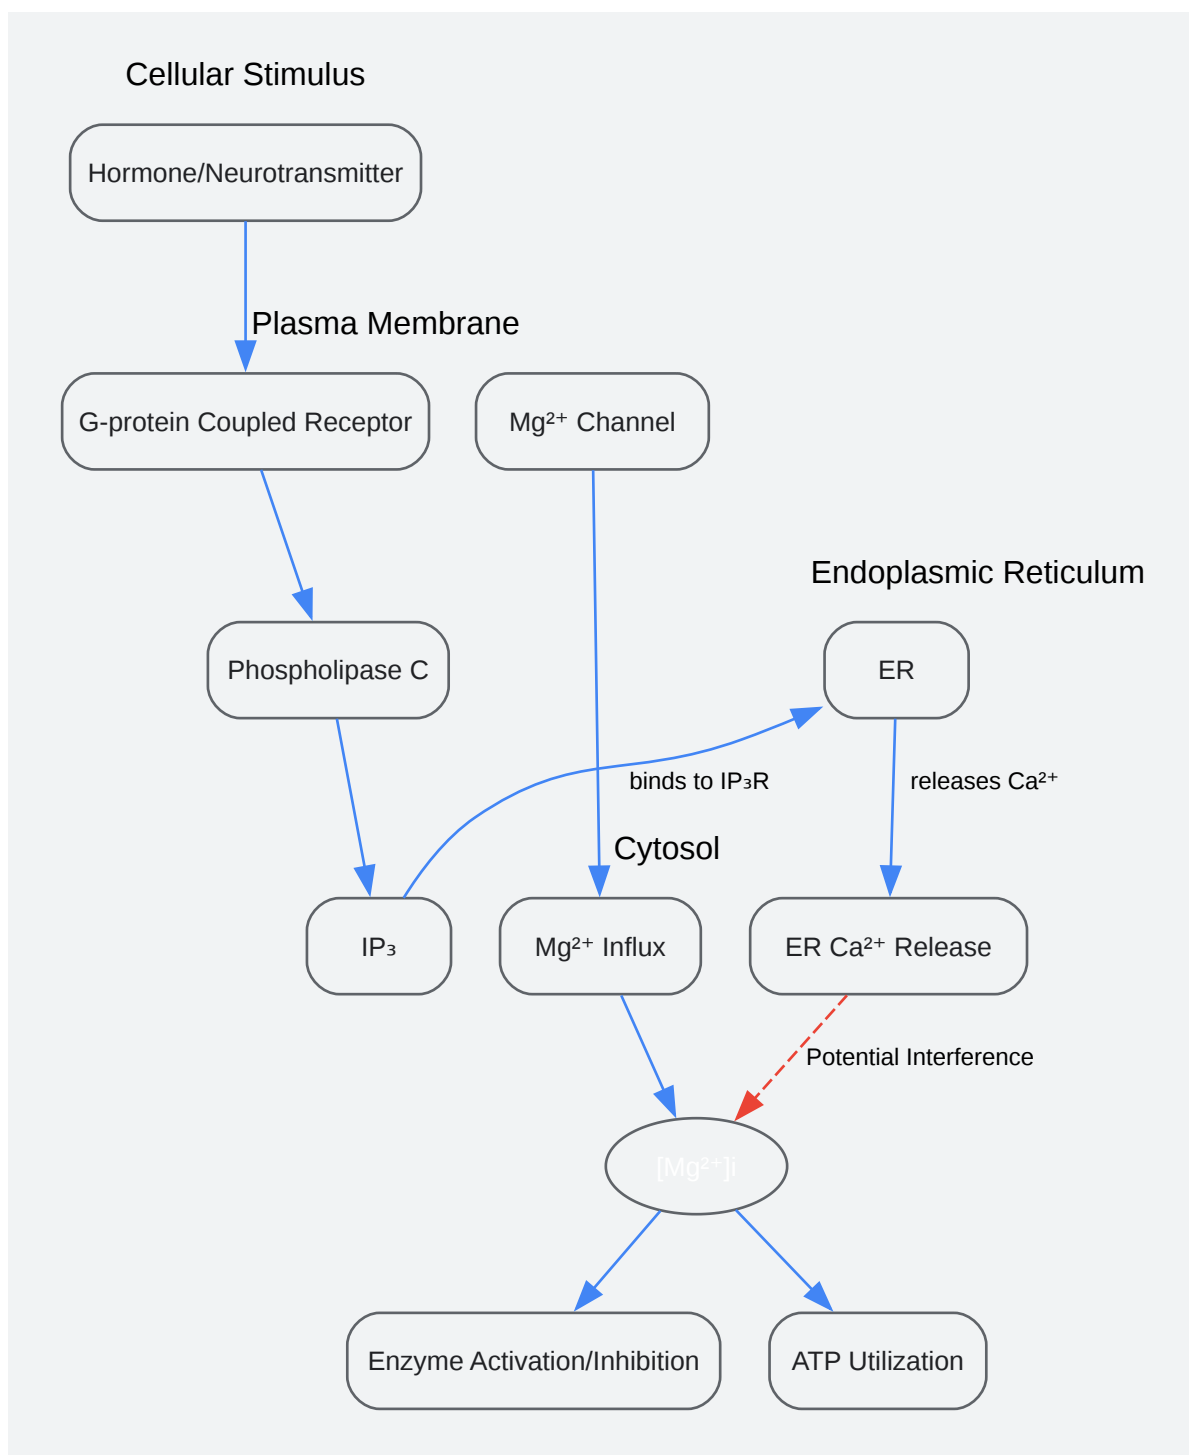 Cellular Stimulus
Hormone/Neurotransmitter
Plasma Membrane
G-protein Coupled Receptor
Mg²⁺ Channel
Endoplasmic Reticulum
Phospholipase C
ER
binds to IP₃R
releases Ca²⁺
Cytosol
IP₃
Mg²⁺ Influx
ER Ca²⁺ Release
Potential Interference
[Mg²⁺]i
Enzyme Activation/Inhibition
ATP Utilization